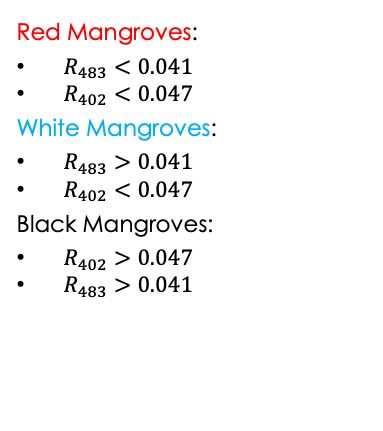 Red Mangroves:
• R₄₈₃ < 0.041
• R₄₀₂ < 0.047
White Mangroves:
• R₄₈₃ > 0.041
• R₄₀₂ < 0.047
Black Mangroves:
• R₄₀₂ > 0.047
• R₄₈₃ > 0.041